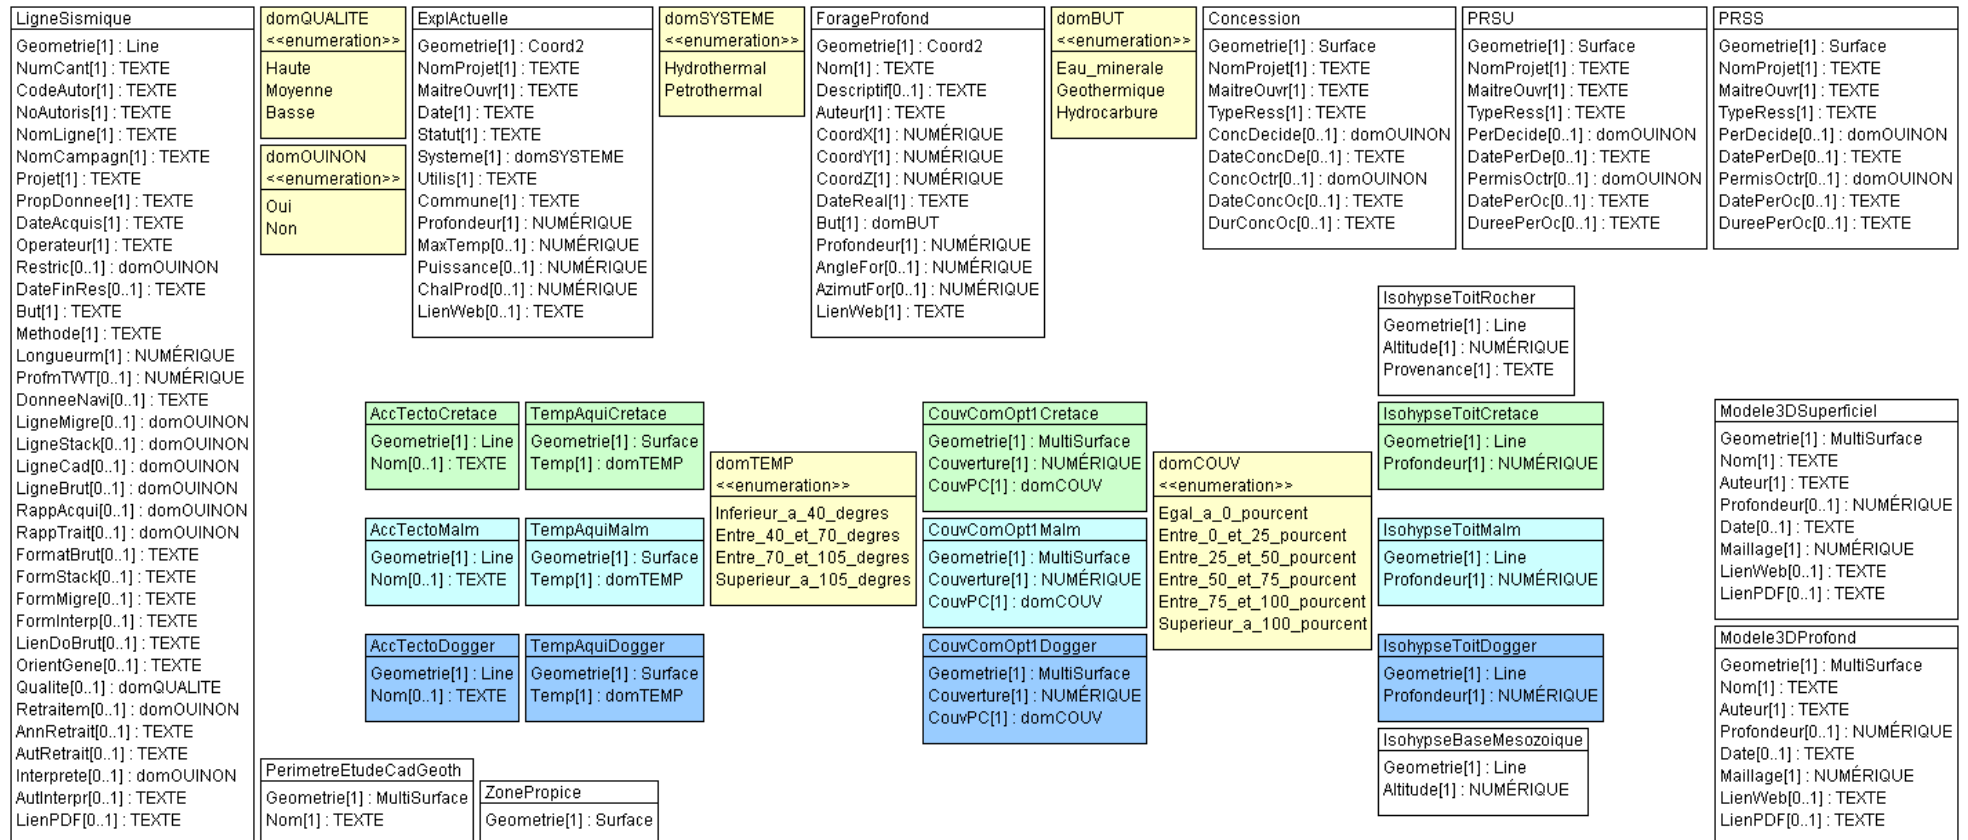 LigneSismique
Geometrie[1] : Line
NumCant[1] : TEXTE
CodeAutor[1] : TEXTE
NoAutoris[1] : TEXTE
NomLigne[1] : TEXTE
NomCampagn[1] : TEXTE
Projet[1] : TEXTE
PropDonnee[1] : TEXTE
DateAcquis[1] : TEXTE
Operateur[1] : TEXTE
Restric[0..1] : domOUINON
DateFinRes[0..1] : TEXTE
But[1] : TEXTE
Methode[1] : TEXTE
Longueurm[1] : NUMÉRIQUE
ProfmTWT[0..1] : NUMÉRIQUE
DonneeNavi[0..1] : TEXTE
LigneMigre[0..1] : domOUINON
LigneStack[0..1] : domOUINON
LigneCad[0..1] : domOUINON
LigneBrut[0..1] : domOUINON
RappAcqui[0..1] : domOUINON
RappTrait[0..1] : domOUINON
FormatBrut[0..1] : TEXTE
FormStack[0..1] : TEXTE
FormMigre[0..1] : TEXTE
FormInterp[0..1] : TEXTE
LienDoBrut[0..1] : TEXTE
OrientGene[0..1] : TEXTE
Qualite[0..1] : domQUALITE
Retraitem[0..1] : domOUINON
AnnRetrait[0..1] : TEXTE
AutRetrait[0..1] : TEXTE
Interprete[0..1] : domOUINON
AutInterpr[0..1] : TEXTE
LienPDF[0..1] : TEXTE
domQUALITE
<<enumeration>>
Haute
Moyenne
Basse
domOUINON
<<enumeration>>
Oui
Non
ExplActuelle
Geometrie[1] : Coord2
NomProjet[1] : TEXTE
MaitreOuvr[1] : TEXTE
Date[1] : TEXTE
Statut[1] : TEXTE
Systeme[1] : domSYSTEME
Utilis[1] : TEXTE
Commune[1] : TEXTE
Profondeur[1] : NUMÉRIQUE
MaxTemp[0..1] : NUMÉRIQUE
Puissance[0..1] : NUMÉRIQUE
ChalProd[0..1] : NUMÉRIQUE
LienWeb[0..1] : TEXTE
domSYSTEME
<<enumeration>>
Hydrothermal
Petrothermal
ForageProfond
Geometrie[1] : Coord2
Nom[1] : TEXTE
Descriptif[0..1] : TEXTE
Auteur[1] : TEXTE
CoordX[1] : NUMÉRIQUE
CoordY[1] : NUMÉRIQUE
CoordZ[1] : NUMÉRIQUE
DateReal[1] : TEXTE
But[1] : domBUT
Profondeur[1] : NUMÉRIQUE
AngleFor[0..1] : NUMÉRIQUE
AzimutFor[0..1] : NUMÉRIQUE
LienWeb[1] : TEXTE
domBUT
<<enumeration>>
Eau_minerale
Geothermique
Hydrocarbure
Concession
Geometrie[1] : Surface
NomProjet[1] : TEXTE
MaitreOuvr[1] : TEXTE
TypeRess[1] : TEXTE
ConcDecide[0..1] : domOUINON
DateConcDe[0..1] : TEXTE
ConcOctr[0..1] : domOUINON
DateConcOc[0..1] : TEXTE
DurConcOc[0..1] : TEXTE
PRSU
Geometrie[1] : Surface
NomProjet[1] : TEXTE
MaitreOuvr[1] : TEXTE
TypeRess[1] : TEXTE
PerDecide[0..1] : domOUINON
DatePerDe[0..1] : TEXTE
PermisOctr[0..1] : domOUINON
DatePerOc[0..1] : TEXTE
DureePerOc[0..1] : TEXTE
PRSS
Geometrie[1] : Surface
NomProjet[1] : TEXTE
MaitreOuvr[1] : TEXTE
TypeRess[1] : TEXTE
PerDecide[0..1] : domOUINON
DatePerDe[0..1] : TEXTE
PermisOctr[0..1] : domOUINON
DatePerOc[0..1] : TEXTE
DureePerOc[0..1] : TEXTE
IsohypseToitRocher
Geometrie[1] : Line
Altitude[1] : NUMÉRIQUE
Provenance[1] : TEXTE
AccTectoCretace
Geometrie[1] : Line
Nom[0..1] : TEXTE
TempAquiCretace
Geometrie[1] : Surface
Temp[1] : domTEMP
AccTectoMalm
Geometrie[1] : Line
Nom[0..1] : TEXTE
TempAquiMalm
Geometrie[1] : Surface
Temp[1] : domTEMP
AccTectoDogger
Geometrie[1] : Line
Nom[0..1] : TEXTE
TempAquiDogger
Geometrie[1] : Surface
Temp[1] : domTEMP
domTEMP
<<enumeration>>
Inferieur_a_40_degres
Entre_40_et_70_degres
Entre_70_et_105_degres
Superieur_a_105_degres
CouvComOpt1Cretace
Geometrie[1] : MultiSurface
Couverture[1] : NUMÉRIQUE
CouvPC[1] : domCOUV
CouvComOpt1Malm
Geometrie[1] : MultiSurface
Couverture[1] : NUMÉRIQUE
CouvPC[1] : domCOUV
CouvComOpt1Dogger
Geometrie[1] : MultiSurface
Couverture[1] : NUMÉRIQUE
CouvPC[1] : domCOUV
domCOUV
<<enumeration>>
Egal_a_0_pourcent
Entre_0_et_25_pourcent
Entre_25_et_50_pourcent
Entre_50_et_75_pourcent
Entre_75_et_100_pourcent
Superieur_a_100_pourcent
IsohypseToitCretace
Geometrie[1] : Line
Profondeur[1] : NUMÉRIQUE
IsohypseToitMalm
Geometrie[1] : Line
Profondeur[1] : NUMÉRIQUE
IsohypseToitDogger
Geometrie[1] : Line
Profondeur[1] : NUMÉRIQUE
IsohypseBaseMesozoique
Geometrie[1] : Line
Altitude[1] : NUMÉRIQUE
Modele3DSuperficiel
Geometrie[1] : MultiSurface
Nom[1] : TEXTE
Auteur[1] : TEXTE
Profondeur[0..1] : NUMÉRIQUE
Date[0..1] : TEXTE
Maillage[1] : NUMÉRIQUE
LienWeb[0..1] : TEXTE
LienPDF[0..1] : TEXTE
Modele3DProfond
Geometrie[1] : MultiSurface
Nom[1] : TEXTE
Auteur[1] : TEXTE
Profondeur[0..1] : NUMÉRIQUE
Date[0..1] : TEXTE
Maillage[1] : NUMÉRIQUE
LienWeb[0..1] : TEXTE
LienPDF[0..1] : TEXTE
PerimetreEtudeCadGeoth
Geometrie[1] : MultiSurface
Nom[1] : TEXTE
ZonePropice
Geometrie[1] : Surface